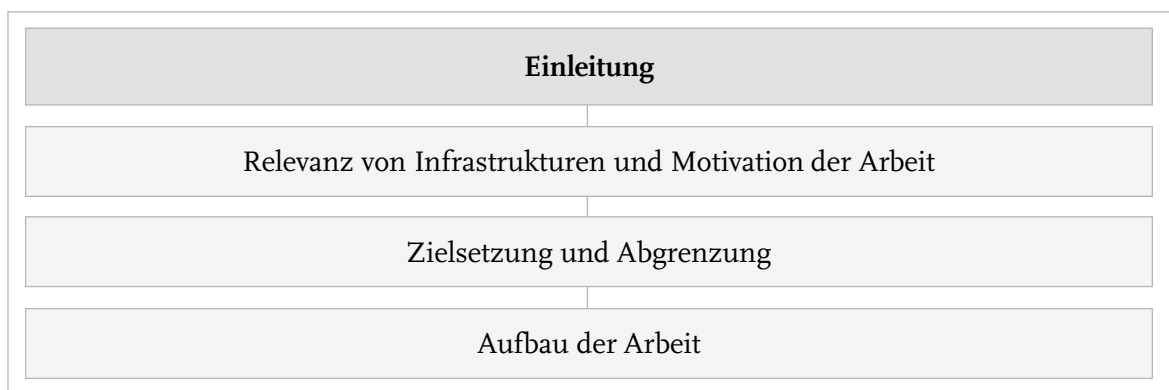 Einleitung
Relevanz von Infrastrukturen und Motivation der Arbeit
Zielsetzung und Abgrenzung
Aufbau der Arbeit